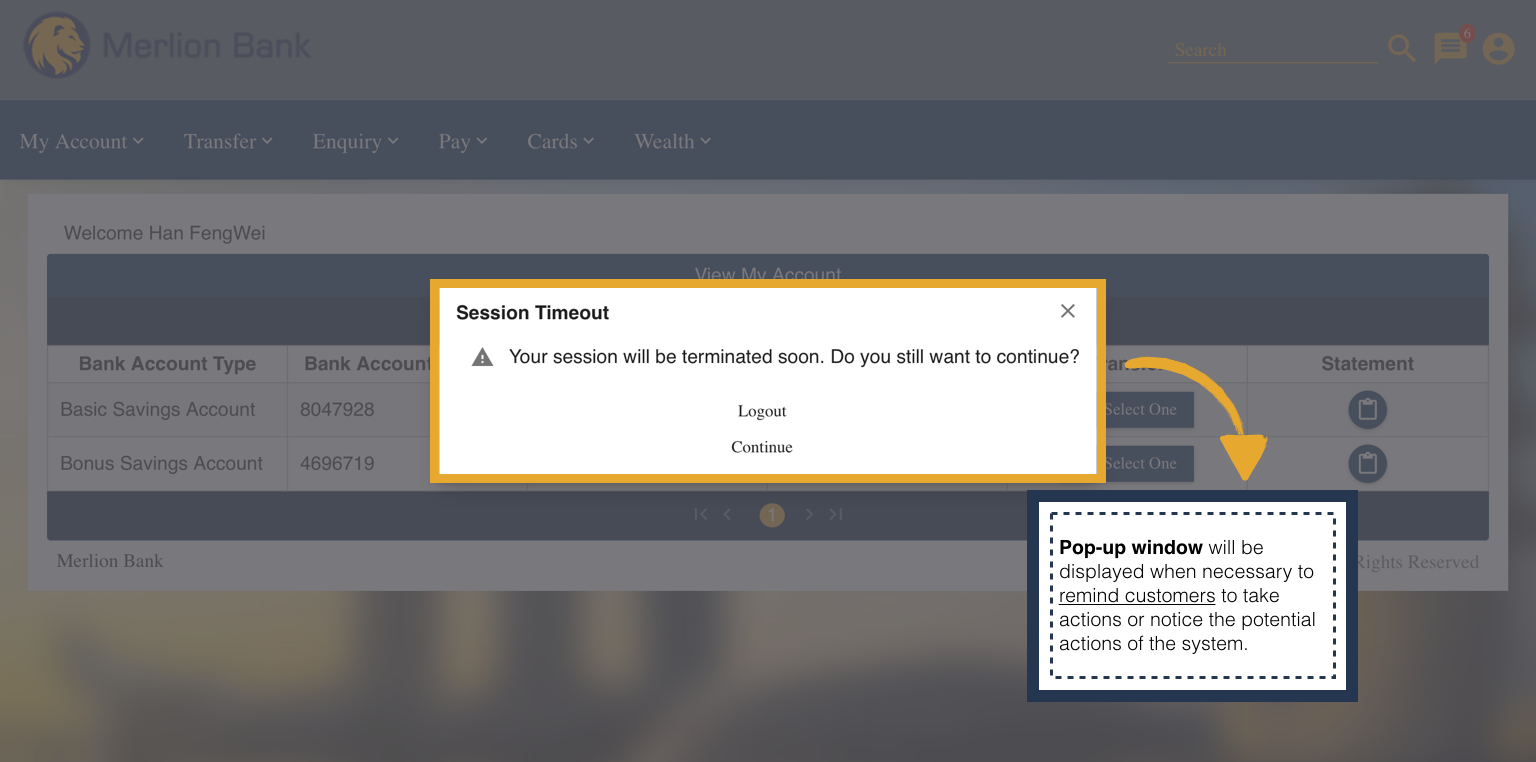 Merlion Bank
Search
6
My Account
Transfer
Enquiry
Pay
Cards
Wealth
Welcome Han FengWei
View My Account
Session Timeout
Your session will be terminated soon. Do you still want to continue?
Logout
Continue
Bank Account Type
Bank Account
Statement
Basic Savings Account
8047928
Select One
Bonus Savings Account
4696719
Select One
1
Merlion Bank
Rights Reserved
Pop-up window will be
displayed when necessary to
remind customers to take
actions or notice the potential
actions of the system.